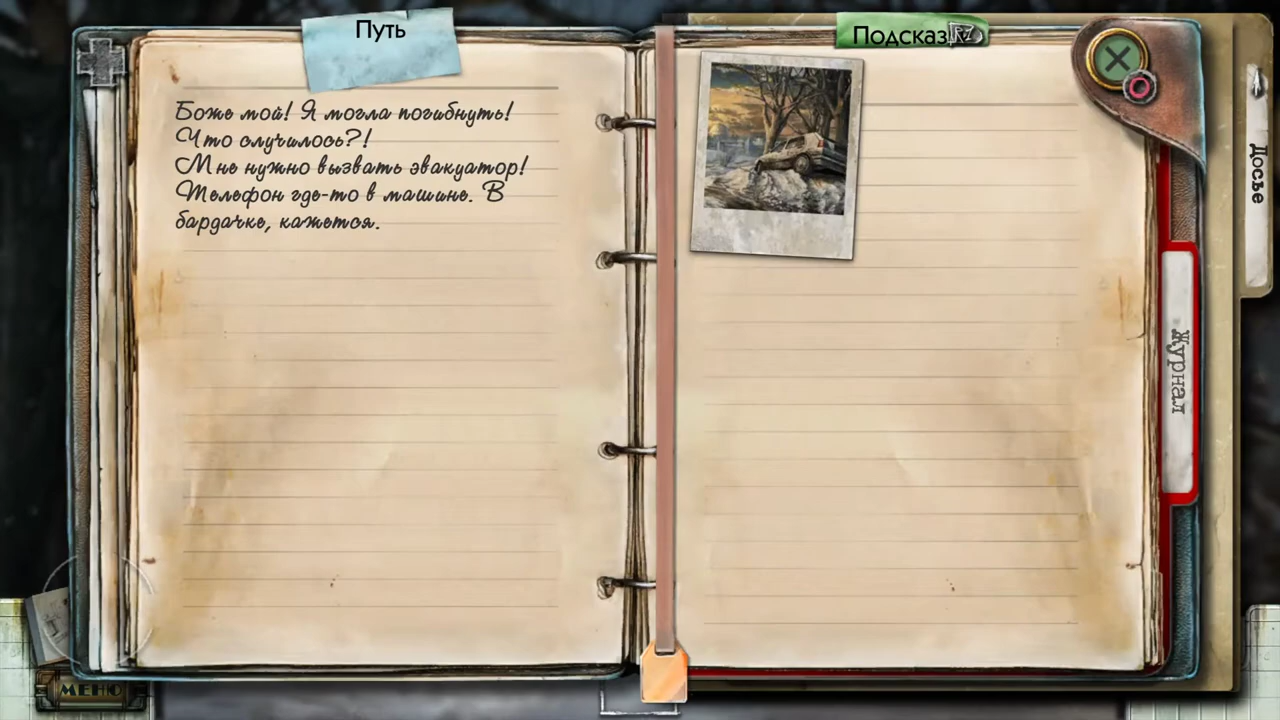 Путь
Боже мой! Я могла погибнуть!
Что случилось?!
Мне нужно вызвать эвакуатор!
Телефон где-то в машине. В
бардачке, кажется.
Подсказ
RZ
Досье
Журнал
МЕНЮ